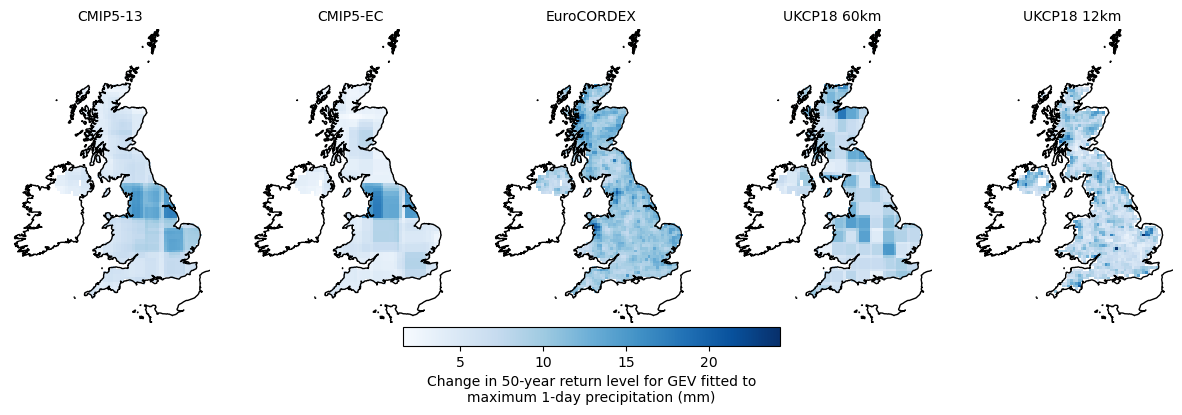 CMIP5-13
CMIP5-EC
EuroCORDEX
UKCP18 60km
UKCP18 12km
5
10
15
20
Change in 50-year return level for GEV fitted to
maximum 1-day precipitation (mm)